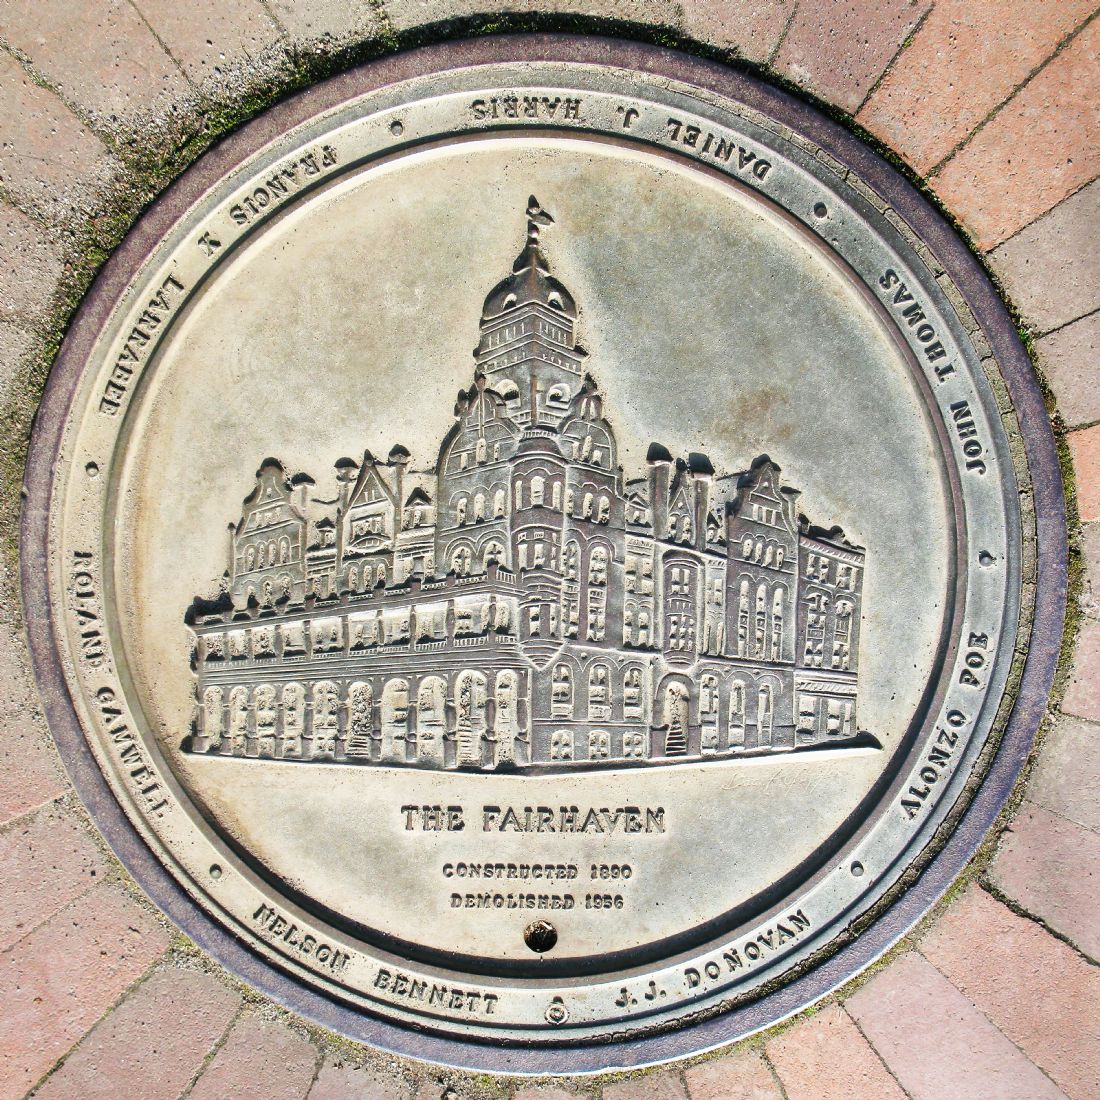 THE FAIRHAVEN
CONSTRUCTED 1890
DEMOLISHED 1956
ROLAND GAMWELL
NELSON BENNETT
J.J. DONOVAN
ALONZO POE
JOHN THOMAS
DANIEL J. HARRIS
FRANCIS X LARRABEE